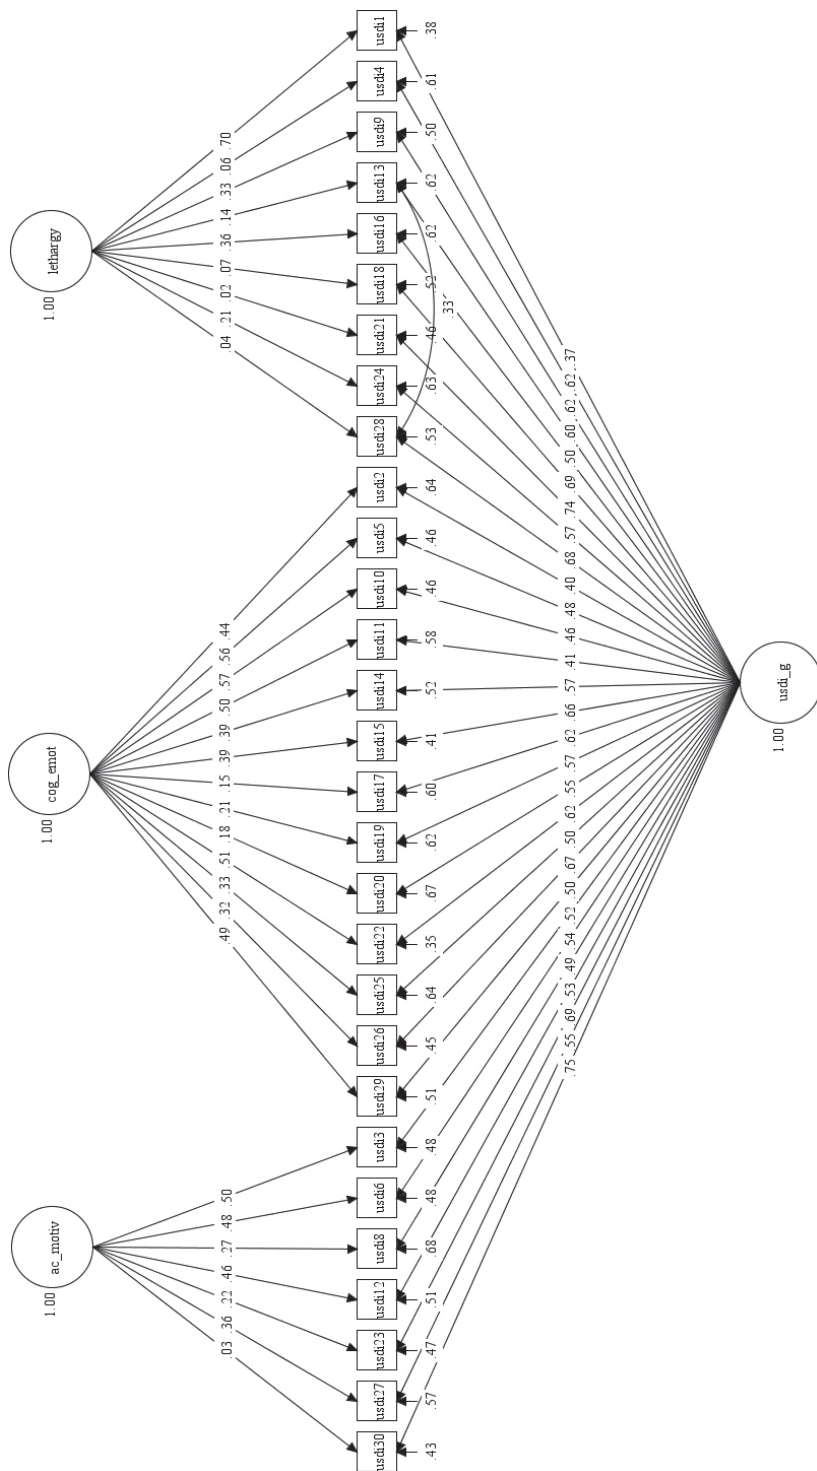 lethargy
1.00
cog_emot
1.00
ac_motiv
1.00
.70
.06
.33
.14
.36
.07
.02
.21
.04
.44
.56
.57
.50
.39
.39
.15
.21
.18
.51
.33
.32
.49
.50
.48
.27
.46
.22
.36
.03
usdi1
usdi4
usdi9
usdi13
usdi16
usdi18
usdi21
usdi24
usdi28
usdi2
usdi5
usdi10
usdi11
usdi14
usdi15
usdi17
usdi19
usdi20
usdi22
usdi25
usdi26
usdi29
usdi3
usdi6
usdi8
usdi12
usdi23
usdi27
usdi30
.38
.61
.50
.62
.62
.52
.46
.63
.53
.64
.46
.46
.58
.52
.41
.60
.62
.67
.35
.64
.45
.51
.48
.48
.68
.51
.47
.57
.43
.33
.37
.62
.62
.60
.50
.69
.74
.57
.68
.40
.48
.46
.41
.57
.66
.62
.57
.55
.62
.50
.67
.50
.52
.54
.49
.53
.69
.55
.75
usdi_g
1.00